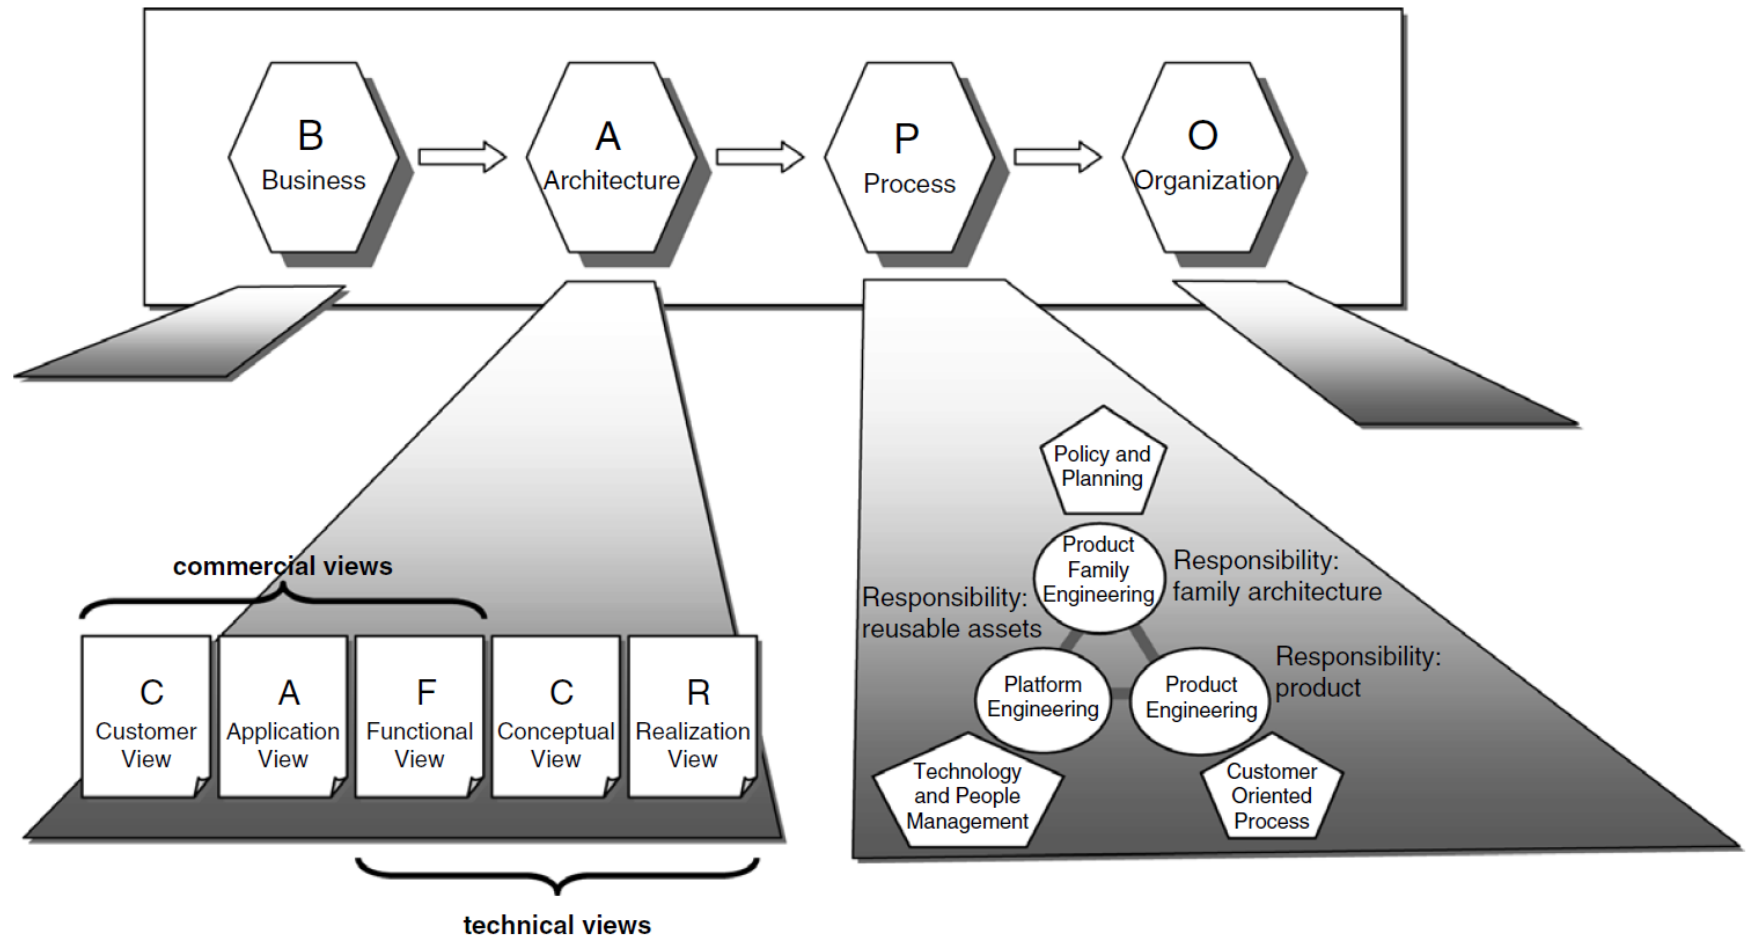 B
Business
A
Architecture
P
Process
O
Organization
commercial views
C
Customer
View
A
Application
View
F
Functional
View
C
Conceptual
View
R
Realization
View
technical views
Policy and
Planning
Product
Family
Engineering
Responsibility:
family architecture
Responsibility:
reusable assets
Platform
Engineering
Product
Engineering
Responsibility:
product
Technology
and People
Management
Customer
Oriented
Process